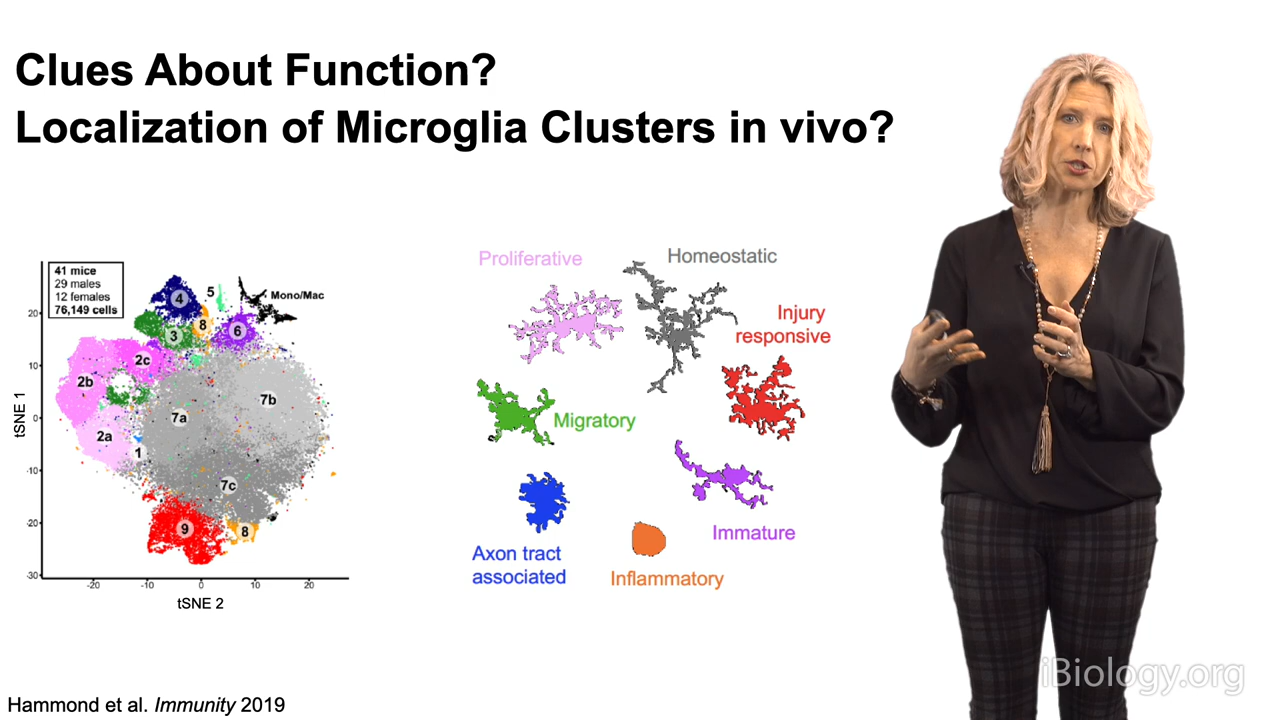 Clues About Function?
Localization of Microglia Clusters in vivo?
41 mice
29 males
12 females
76,149 cells
Mono/Mac
4
5
8
3
6
2c
2b
7b
7a
2a
1
7c
9
8
20
10
0
-10
-20
-30
tSNE 1
-20
-10
0
10
20
tSNE 2
Proliferative
Homeostatic
Injury
responsive
Migratory
Immature
Axon tract
associated
Inflammatory
Hammond et al. Immunity 2019
iBiology.org